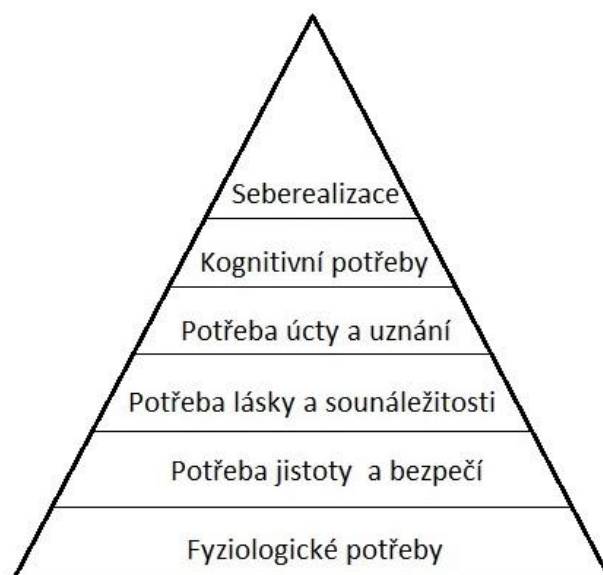 Seberealizace
Kognitivní potřeby
Potřeba úcty a uznání
Potřeba lásky a sounáležitosti
Potřeba jistoty  a bezpečí
Fyziologické potřeby